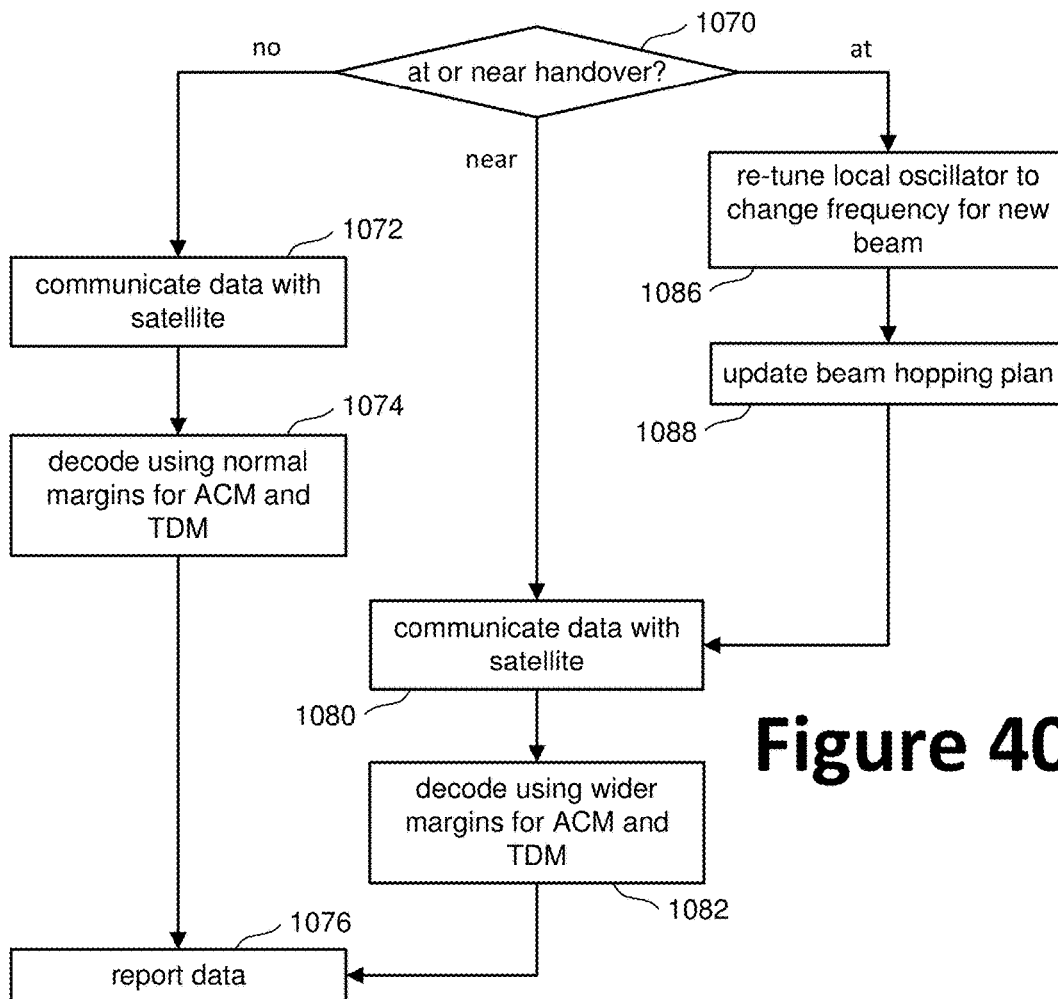 1070
no
at or near handover?
at
near
re-tune local oscillator to
change frequency for new
beam
1072
communicate data with
satellite
1086
update beam hopping plan
1074
1088
decode using normal
margins for ACM and
TDM
communicate data with
satellite
1080
Figure 40
decode using wider
margins for ACM and
TDM
1082
1076
report data